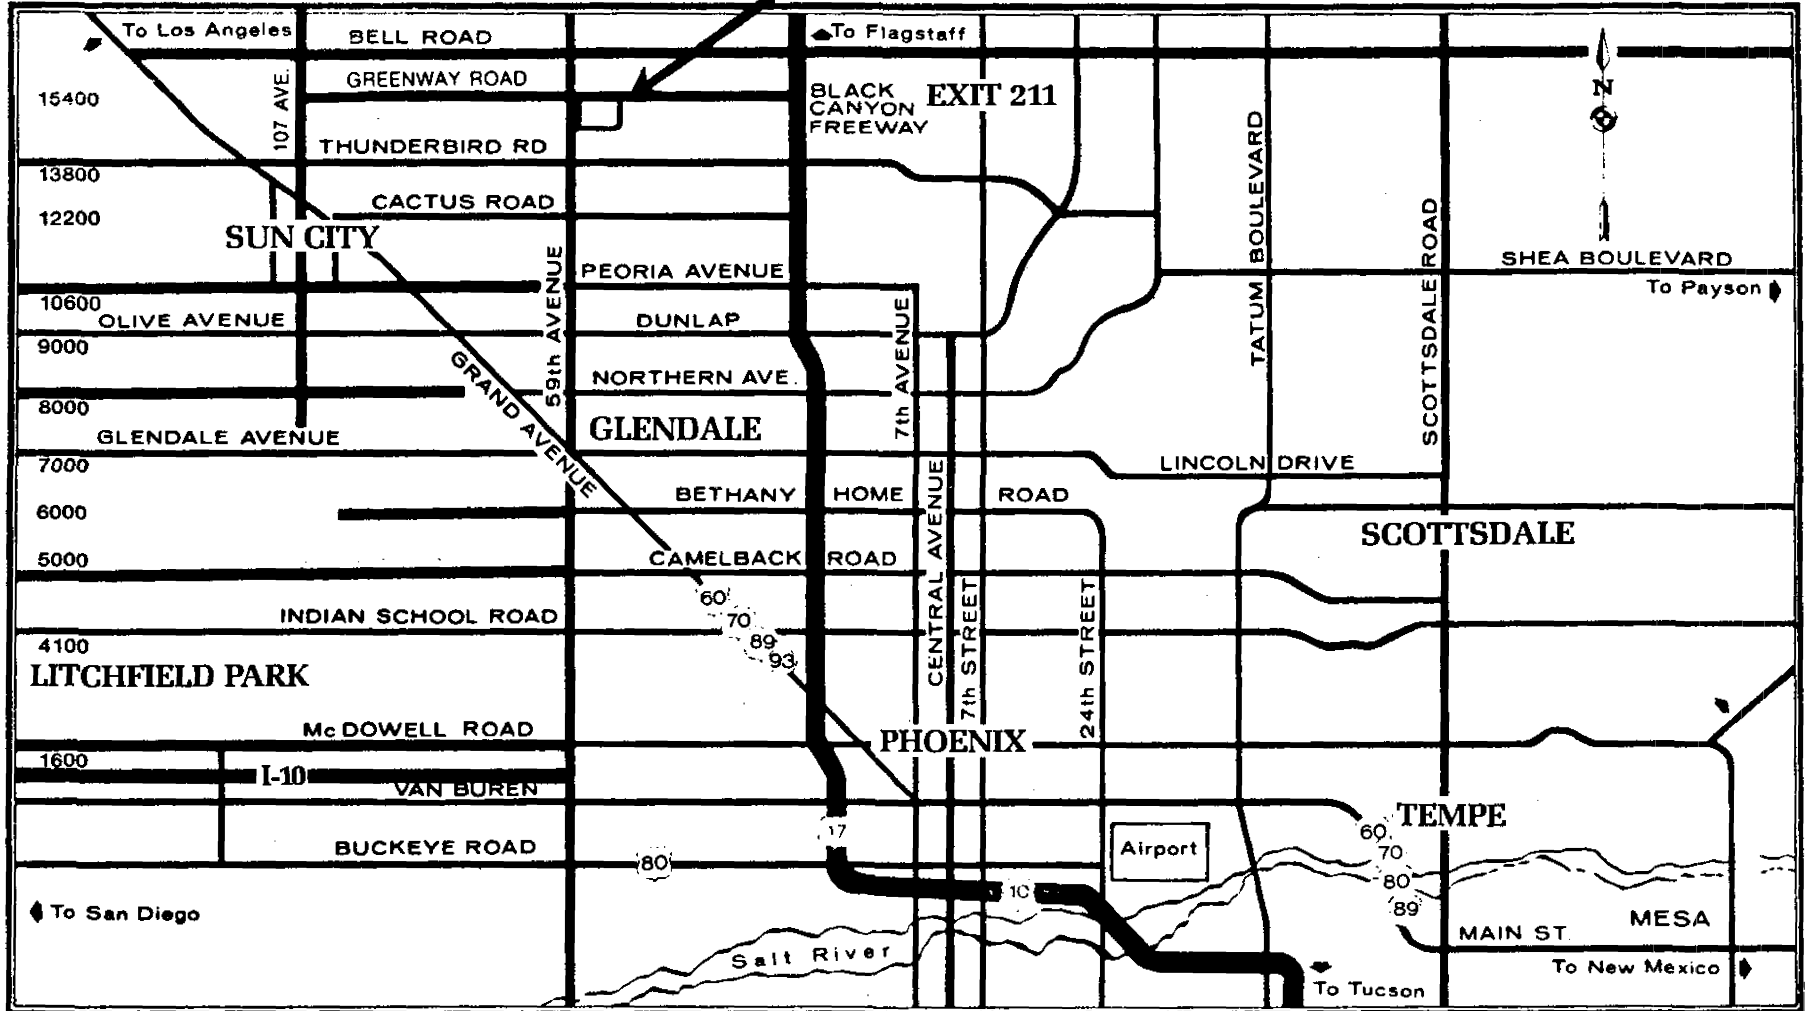 To Los Angeles
BELL ROAD
To Flagstaff
GREENWAY ROAD
15400
107 AVE.
BLACK
CANYON
FREEWAY
EXIT 211
N
THUNDERBIRD RD
13800
CACTUS ROAD
12200
SUN CITY
59th AVENUE
PEORIA AVENUE
TATUM BOULEVARD
SCOTTSDALE ROAD
SHEA BOULEVARD
To Payson
10600
OLIVE AVENUE
DUNLAP
7th AVENUE
9000
GRAND AVENUE
NORTHERN AVE.
8000
GLENDALE AVENUE
GLENDALE
7000
LINCOLN DRIVE
BETHANY HOME ROAD
6000
CENTRAL AVENUE
SCOTTSDALE
5000
CAMELBACK ROAD
60
70
89
93
INDIAN SCHOOL ROAD
7th STREET
24th STREET
4100
LITCHFIELD PARK
McDOWELL ROAD
PHOENIX
1600
I-10
VAN BUREN
17
TEMPE
60
70
80
89
BUCKEYE ROAD
80
Airport
10
To San Diego
Salt River
MESA
MAIN ST.
To New Mexico
To Tucson